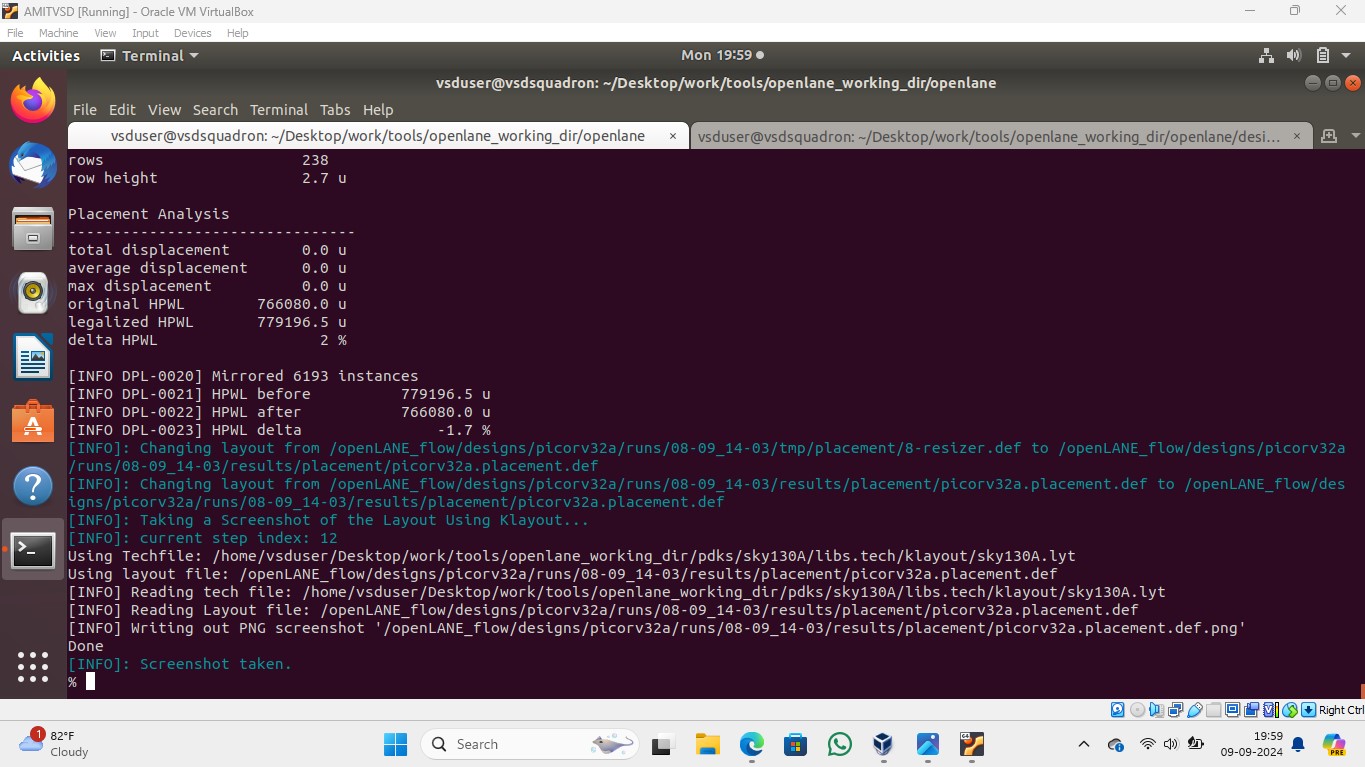 AMITVSD [Running] - Oracle VM VirtualBox
File Machine View Input Devices Help
Activities Terminal Mon 19:59
vsduser@vsdsquadron: ~/Desktop/work/tools/openlane_working_dir/openlane
File Edit View Search Terminal Tabs Help
vsduser@vsdsquadron: ~/Desktop/work/tools/openlane_working_dir/openlane × vsduser@vsdsquadron: ~/Desktop/work/tools/openlane_working_dir/openlane/desi... ×
rows 238
row height 2.7 u
Placement Analysis
--------------------------------
total displacement 0.0 u
average displacement 0.0 u
max displacement 0.0 u
original HPWL 766080.0 u
legalized HPWL 779196.5 u
delta HPWL 2 %
[INFO DPL-0020] Mirrored 6193 instances
[INFO DPL-0021] HPWL before 779196.5 u
[INFO DPL-0022] HPWL after 766080.0 u
[INFO DPL-0023] HPWL delta -1.7 %
[INFO]: Changing layout from /openLANE_flow/designs/picorv32a/runs/08-09_14-03/tmp/placement/8-resizer.def to /openLANE_flow/designs/picorv32a
/runs/08-09_14-03/results/placement/picorv32a.placement.def
[INFO]: Changing layout from /openLANE_flow/designs/picorv32a/runs/08-09_14-03/results/placement/picorv32a.placement.def to /openLANE_flow/des
igns/picorv32a/runs/08-09_14-03/results/placement/picorv32a.placement.def
[INFO]: Taking a Screenshot of the Layout Using Klayout...
[INFO]: current step index: 12
Using Techfile: /home/vsduser/Desktop/work/tools/openlane_working_dir/pdks/sky130A/libs.tech/klayout/sky130A.lyt
Using layout file: /openLANE_flow/designs/picorv32a/runs/08-09_14-03/results/placement/picorv32a.placement.def
[INFO] Reading tech file: /home/vsduser/Desktop/work/tools/openlane_working_dir/pdks/sky130A/libs.tech/klayout/sky130A.lyt
[INFO] Reading Layout file: /openLANE_flow/designs/picorv32a/runs/08-09_14-03/results/placement/picorv32a.placement.def
[INFO] Writing out PNG screenshot '/openLANE_flow/designs/picorv32a/runs/08-09_14-03/results/placement/picorv32a.placement.def.png'
Done
[INFO]: Screenshot taken.
%
Right Ctrl
1
82°F
Cloudy
Search
64
19:59
09-09-2024
PRE